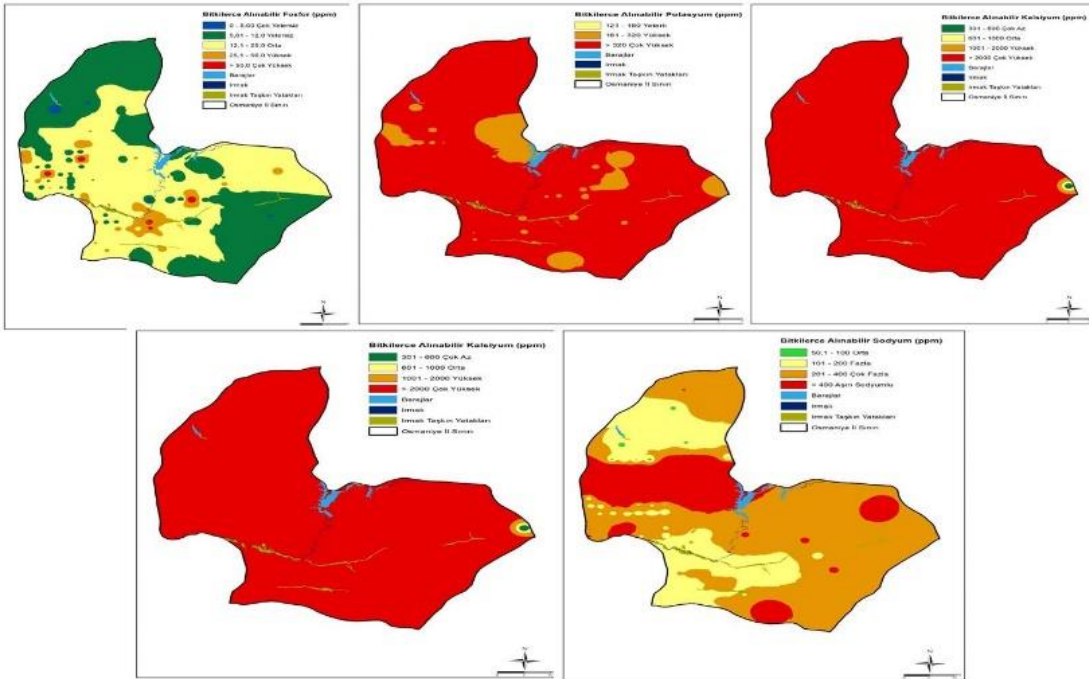 Bitkilerce Alınabilir Fosfor (ppm)
0 - 5,00 Çok Yetersiz
5,01 - 12,0 Yetersiz
12,1 - 25,0 Orta
25,1 - 50,0 Yüksek
> 50,0 Çok Yüksek
Barajlar
Irmak
Irmak Taşkın Yatakları
Osmaniye İl Sınırı
N
Bitkilerce Alınabilir Potasyum (ppm)
121 - 160 Yeterli
161 - 320 Yüksek
> 320 Çok Yüksek
Barajlar
Irmak
Irmak Taşkın Yatakları
Osmaniye İl Sınırı
N
Bitkilerce Alınabilir Kalsiyum (ppm)
301 - 600 Çok Az
601 - 1000 Orta
1001 - 2000 Yüksek
> 2000 Çok Yüksek
Barajlar
Irmak
Irmak Taşkın Yatakları
Osmaniye İl Sınırı
N
Bitkilerce Alınabilir Kalsiyum (ppm)
301 - 600 Çok Az
601 - 1000 Orta
1001 - 2000 Yüksek
> 2000 Çok Yüksek
Barajlar
Irmak
Irmak Taşkın Yatakları
Osmaniye İl Sınırı
N
Bitkilerce Alınabilir Sodyum (ppm)
50,1 - 100 Orta
101 - 200 Fazla
201 - 400 Çok Fazla
> 400 Aşırı Sodyumlu
Barajlar
Irmak
Irmak Taşkın Yatakları
Osmaniye İl Sınırı
N